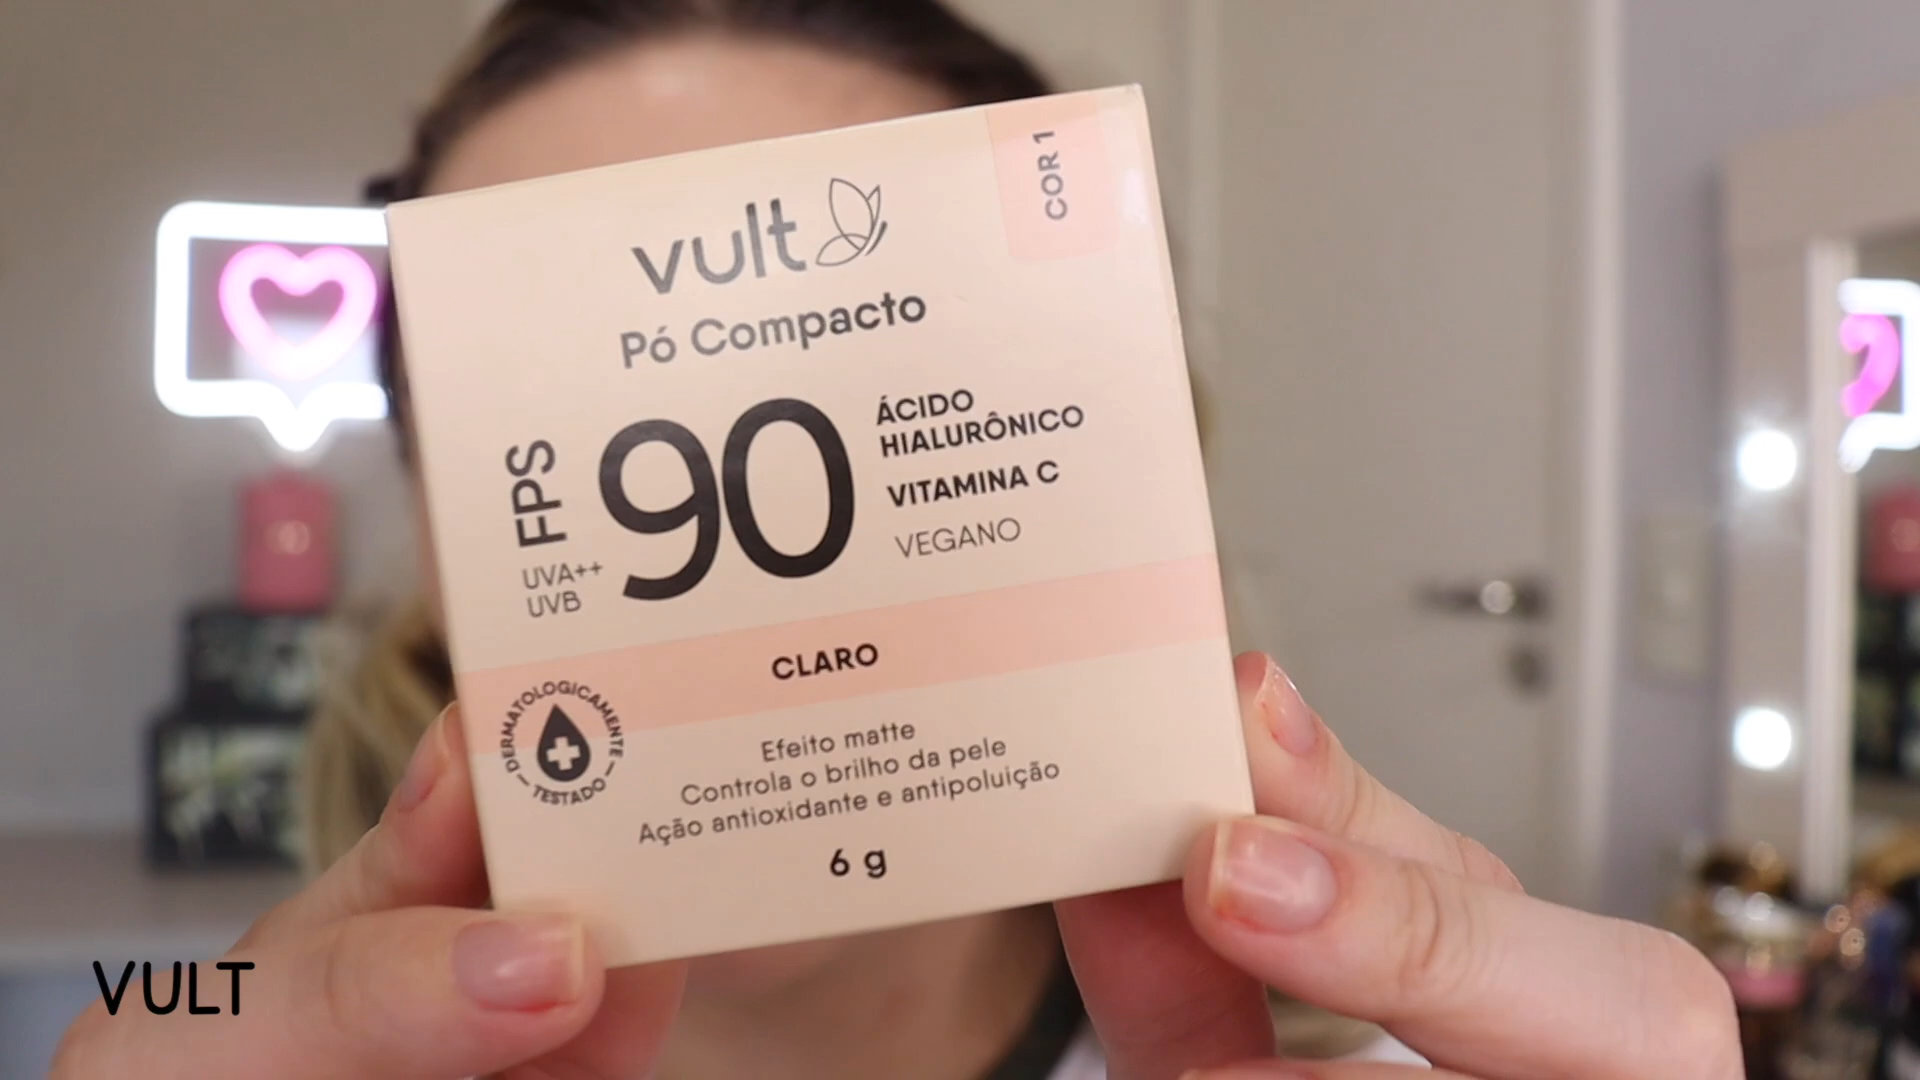 vult
COR 1
Pó Compacto
FPS
90
UVA++
UVB
ÁCIDO
HIALURÔNICO
VITAMINA C
VEGANO
CLARO
DERMATOLOGICAMENTE
TESTADO
Efeito matte
Controla o brilho da pele
Ação antioxidante e antipoluição
6 g
VULT